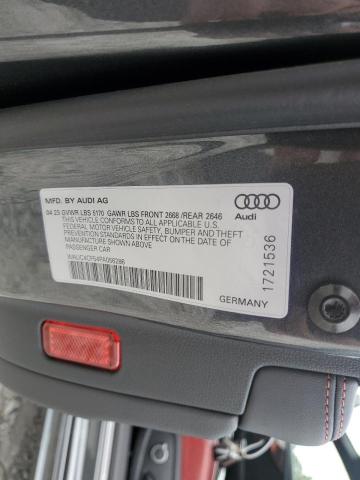 MFD. BY AUDI AG
04 23 GVWR LBS 5170 GAWR LBS FRONT 2668 /REAR 2646
THIS VEHICLE CONFORMS TO ALL APPLICABLE U.S.
FEDERAL MOTOR VEHICLE SAFETY, BUMPER AND THEFT
PREVENTION STANDARDS IN EFFECT ON THE DATE OF
MANUFACTURE SHOWN ABOVE.
PASSENGER CAR
Audi
1721536
GERMANY